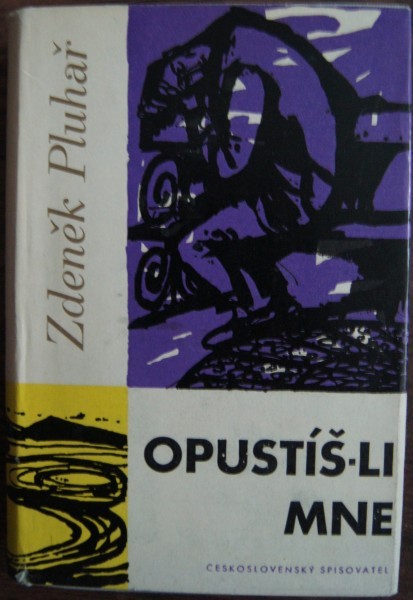 Zdeněk Pluhař
OPUSTÍŠ-LI
MNE
ČESKOSLOVENSKÝ SPISOVATEL